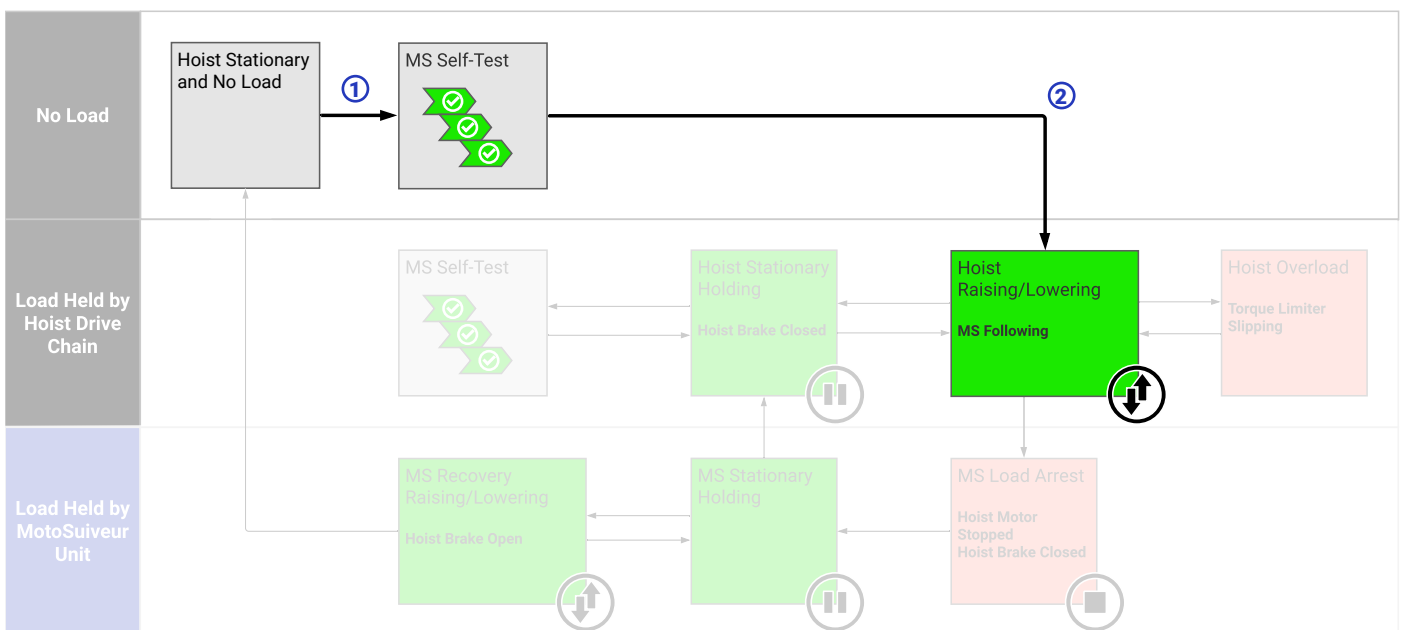 No Load
Hoist Stationary
and No Load
1
MS Self-Test
2
Load Held by
Hoist Drive
Chain
MS Self-Test
Hoist Stationary
Holding
Hoist Brake Closed
Hoist
Raising/Lowering
MS Following
Hoist Overload
Torque Limiter
Slipping
Load Held by
MotoSuiveur
Unit
MS Recovery
Raising/Lowering
Hoist Brake Open
MS Stationary
Holding
MS Load Arrest
Hoist Motor
Stopped
Hoist Brake Closed